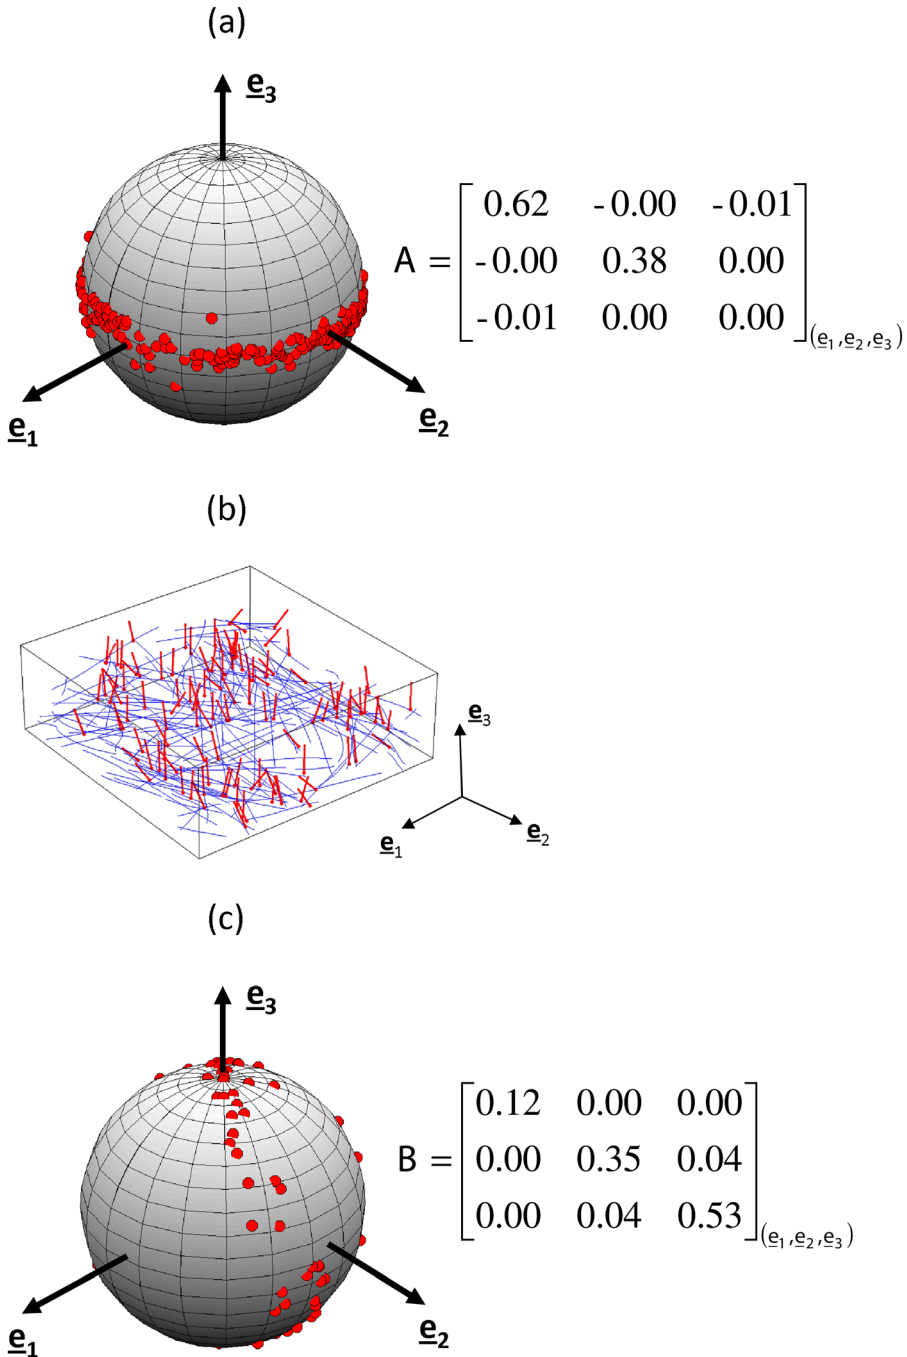 (a)
e3
A = [ 0.62 -0.00 -0.01
-0.00 0.38 0.00
-0.01 0.00 0.00 ](e1,e2,e3)
e1
e2
(b)
e3
e1
e2
(c)
e3
B = [ 0.12 0.00 0.00
0.00 0.35 0.04
0.00 0.04 0.53 ](e1,e2,e3)
e1
e2